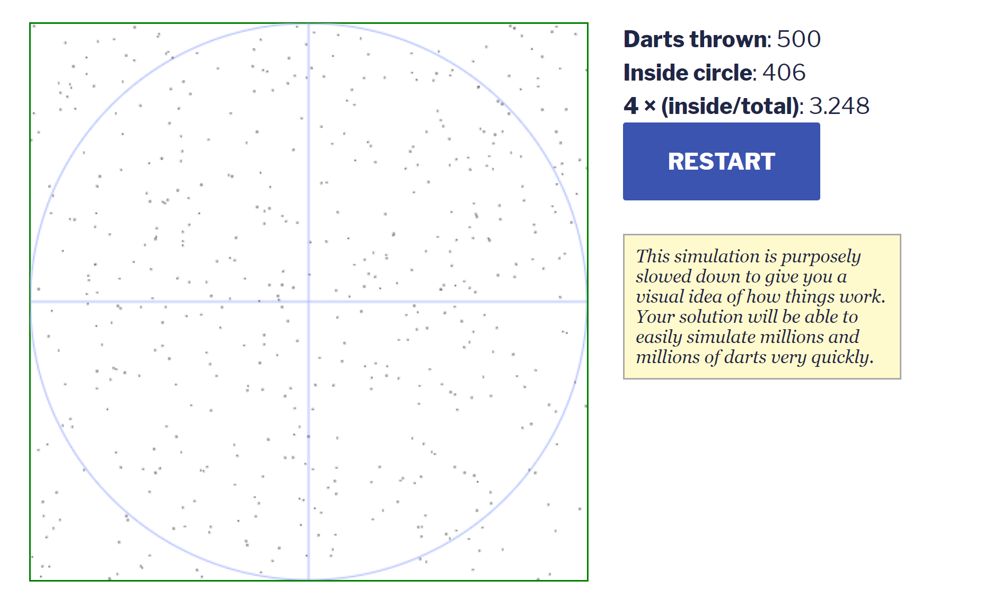 Darts thrown: 500
Inside circle: 406
4 × (inside/total): 3.248
RESTART
This simulation is purposely
slowed down to give you a
visual idea of how things work.
Your solution will be able to
easily simulate millions and
millions of darts very quickly.